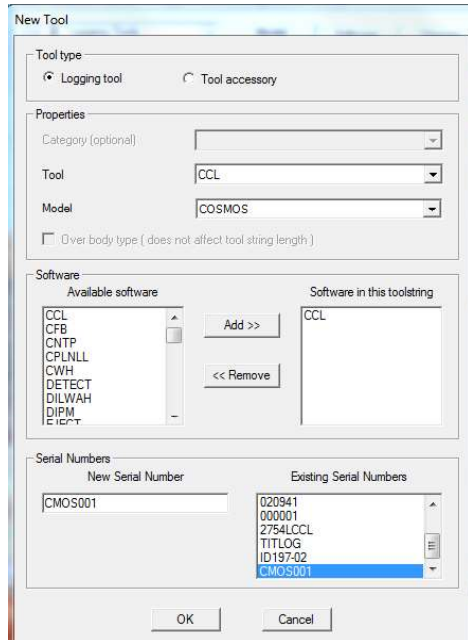 New Tool
Tool type
Logging tool
Tool accessory
Properties
Category (optional)
Tool
CCL
Model
COSMOS
Over body type ( does not affect tool string length )
Software
Available software
Software in this toolstring
CCL
CFB
CNTP
CPLNLL
CWH
DETECT
DILWAH
DIPM
EJECT
Add >>
<< Remove
CCL
Serial Numbers
New Serial Number
Existing Serial Numbers
CMOS001
020941
000001
2754LCCL
TITLOG
ID197-02
CMOS001
OK
Cancel